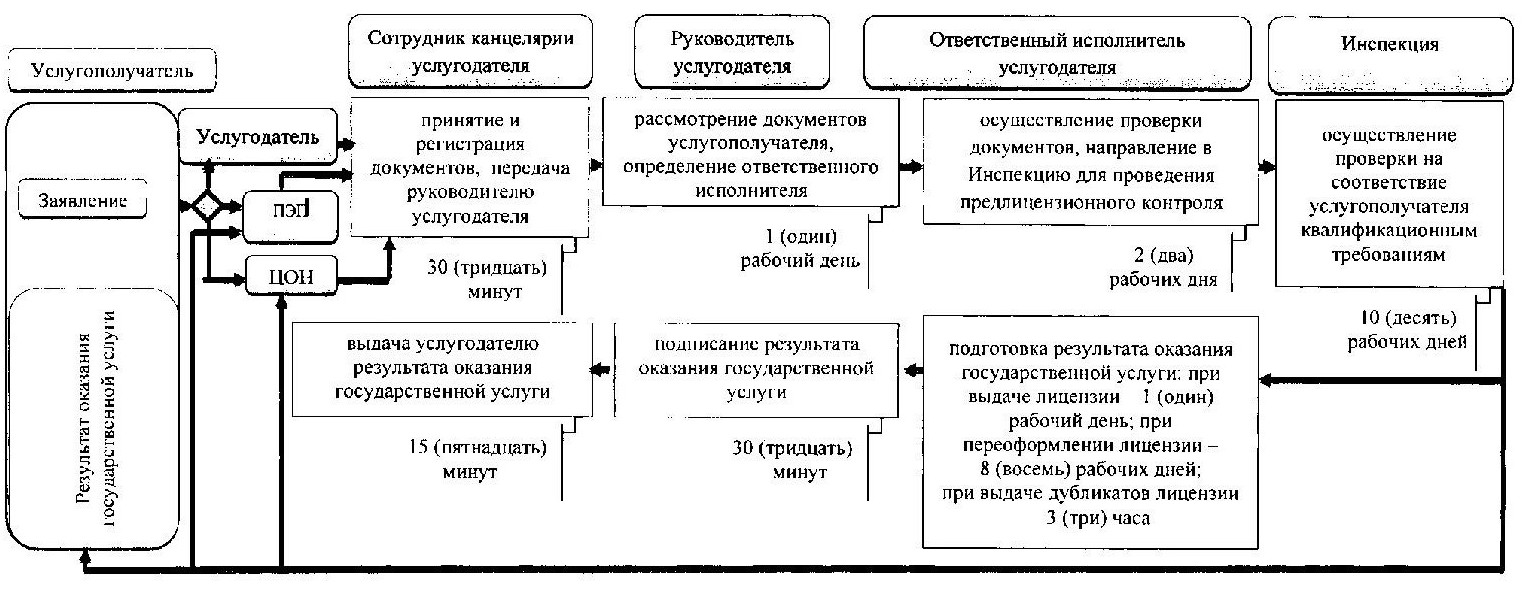 Услугополучатель
Сотрудник канцелярии
услугодателя
Руководитель
услугодателя
Ответственный исполнитель
услугодателя
Инспекция
Заявление
Услугодатель
ПЭП
ЦОН
принятие и
регистрация
документов, передача
руководителю
услугодателя
30 (тридцать)
минут
рассмотрение документов
услугополучателя,
определение ответственного
исполнителя
1 (один)
рабочий день
осуществление проверки
документов, направление в
Инспекцию для проведения
предлицензионного контроля
2 (два)
рабочих дня
осуществление
проверки на
соответствие
услугополучателя
квалификационным
требованиям
10 (десять)
рабочих дней
Результат оказания
государственной услуги
выдача услугодателю
результата оказания
государственной услуги
15 (пятнадцать)
минут
подписание результата
оказания государственной
услуги
30 (тридцать)
минут
подготовка результата оказания
государственной услуги: при
выдаче лицензии 1 (один)
рабочий день; при
переоформлении лицензии –
8 (восемь) рабочих дней;
при выдаче дубликатов лицензии
3 (три) часа